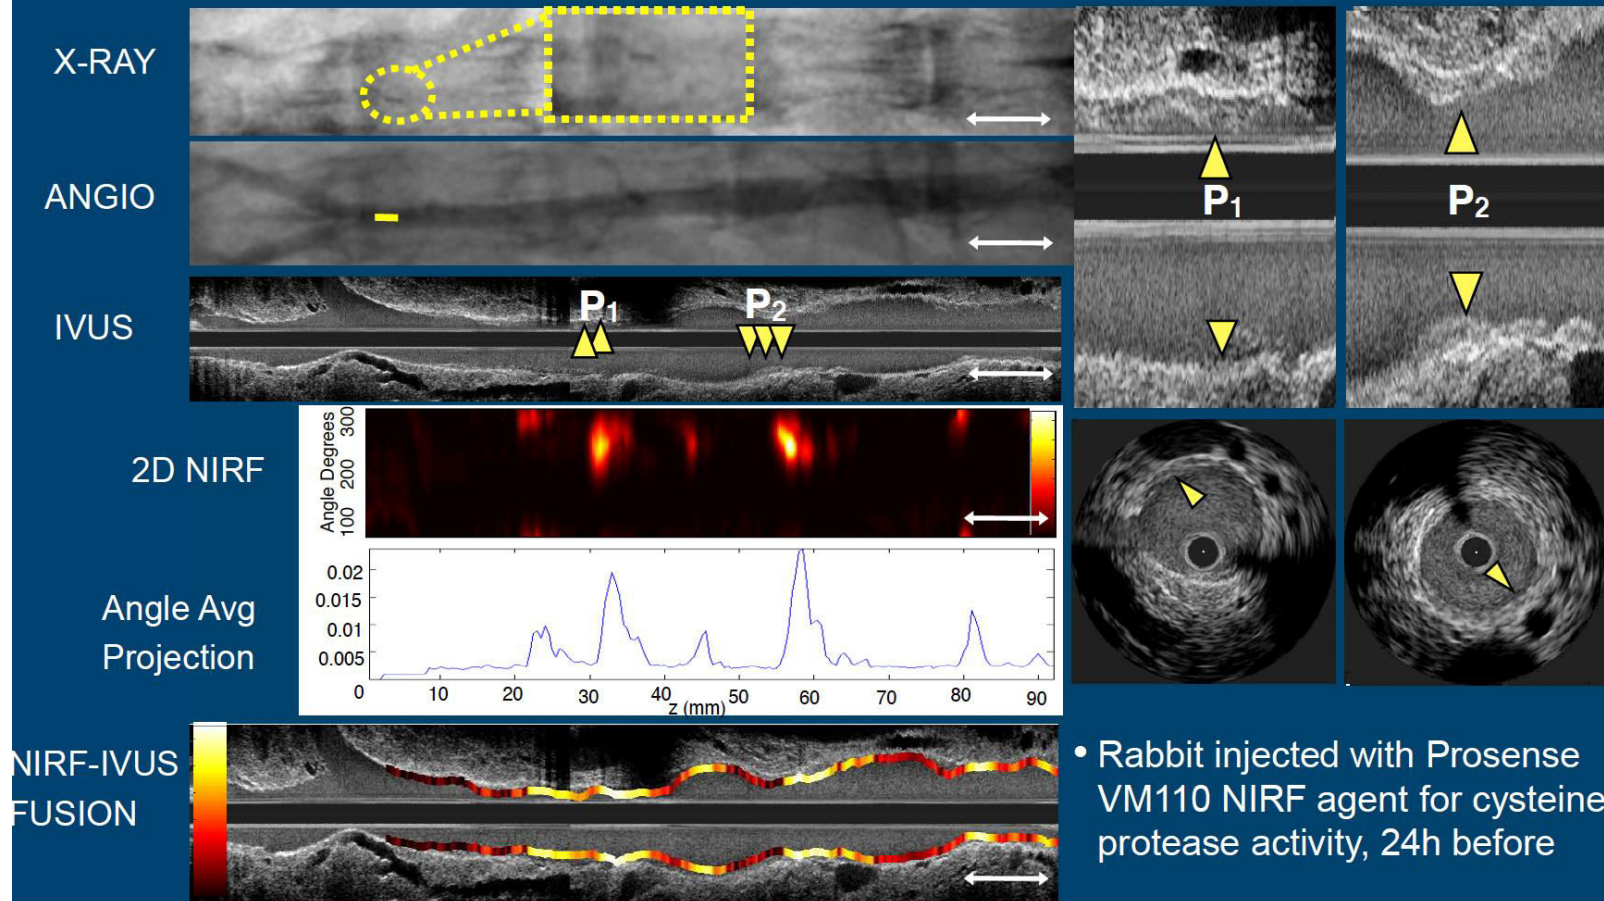 X-RAY
ANGIO
IVUS
P1
P2
P1
P2
2D NIRF
Angle Degrees
300
200
100
Angle Avg
Projection
0.02
0.015
0.01
0.005
0 10 20 30 40 50 60 70 80 90
z (mm)
NIRF-IVUS
FUSION
• Rabbit injected with Prosense
VM110 NIRF agent for cysteine
protease activity, 24h before